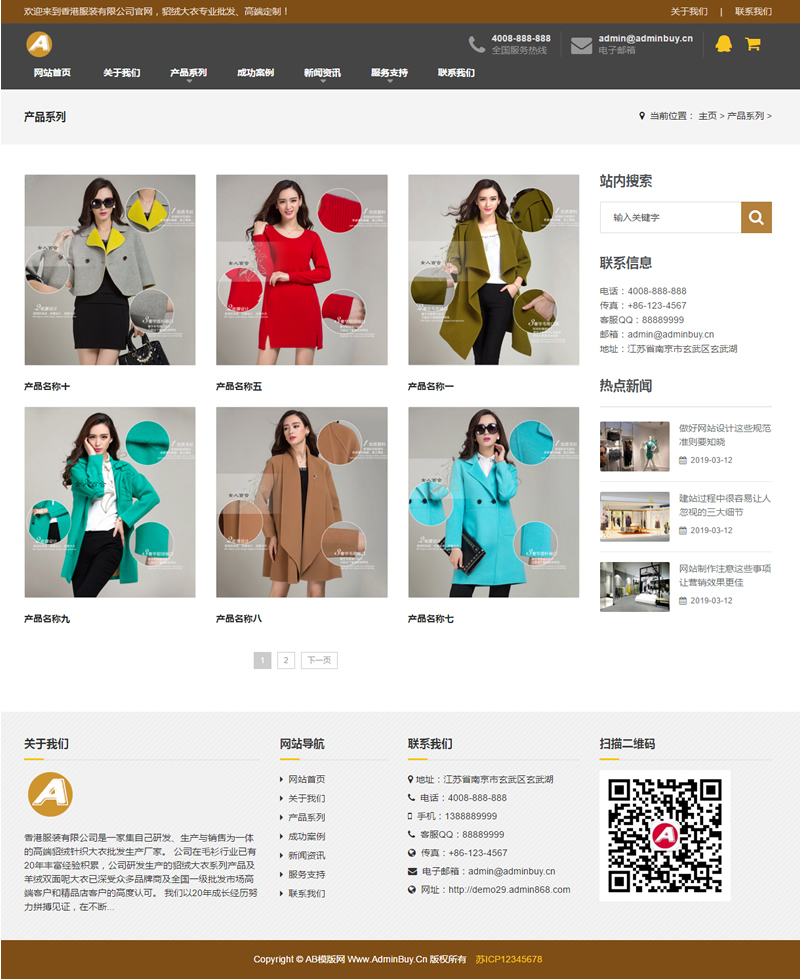 欢迎来到香港服装有限公司官网，貂绒大衣专业批发、高端定制！
关于我们 | 联系我们
4008-888-888
全国服务热线
admin@adminbuy.cn
电子邮箱
网站首页 关于我们 产品系列 成功案例 新闻资讯 服务支持 联系我们
产品系列
当前位置： 主页 > 产品系列 >
产品名称十
产品名称五
产品名称一
产品名称九
产品名称八
产品名称七
1 2 下一页
站内搜索
输入关键字
联系信息
电话：4008-888-888
传真：+86-123-4567
客服QQ：88889999
邮箱：admin@adminbuy.cn
地址：江苏省南京市玄武区玄武湖
热点新闻
做好网站设计这些规范
准则要知晓
2019-03-12
建站过程中很容易让人
忽视的三大细节
2019-03-12
网站制作注意这些事项
让营销效果更佳
2019-03-12
关于我们
香港服装有限公司是一家集自己研发、生产与销售为一体
的高端貂绒针织大衣批发生产厂家。 公司在毛衫行业已有
20年丰富经验积累，公司研发生产的貂绒大衣系列产品及
羊绒双面呢大衣已深受众多品牌商及全国一级批发市场高
端客户和精品店客户的高度认可。 我们以20年成长经历努
力拼搏见证，在不断...
网站导航
网站首页
关于我们
产品系列
成功案例
新闻资讯
服务支持
联系我们
联系我们
地址：江苏省南京市玄武区玄武湖
电话：4008-888-888
手机：1388889999
客服QQ：88889999
传真：+86-123-4567
电子邮箱：admin@adminbuy.cn
网址：http://demo29.admin868.com
扫描二维码
Copyright © AB模版网 Www.AdminBuy.Cn 版权所有 苏ICP12345678